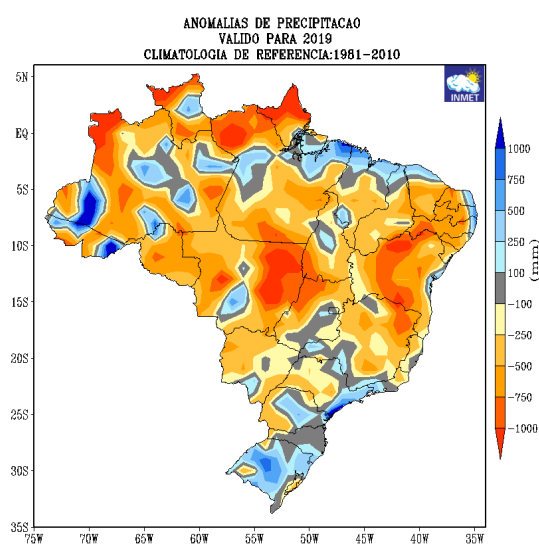 ANOMALIAS DE PRECIPITACAO
VALIDO PARA 2019
CLIMATOLOGIA DE REFERENCIA:1981-2010
INMET
5N
EQ
5S
10S
15S
20S
25S
30S
35S
75W 70W 65W 60W 55W 50W 45W 40W 35W
1000
750
500
250
100
-100
-250
-500
-750
-1000
(mm)